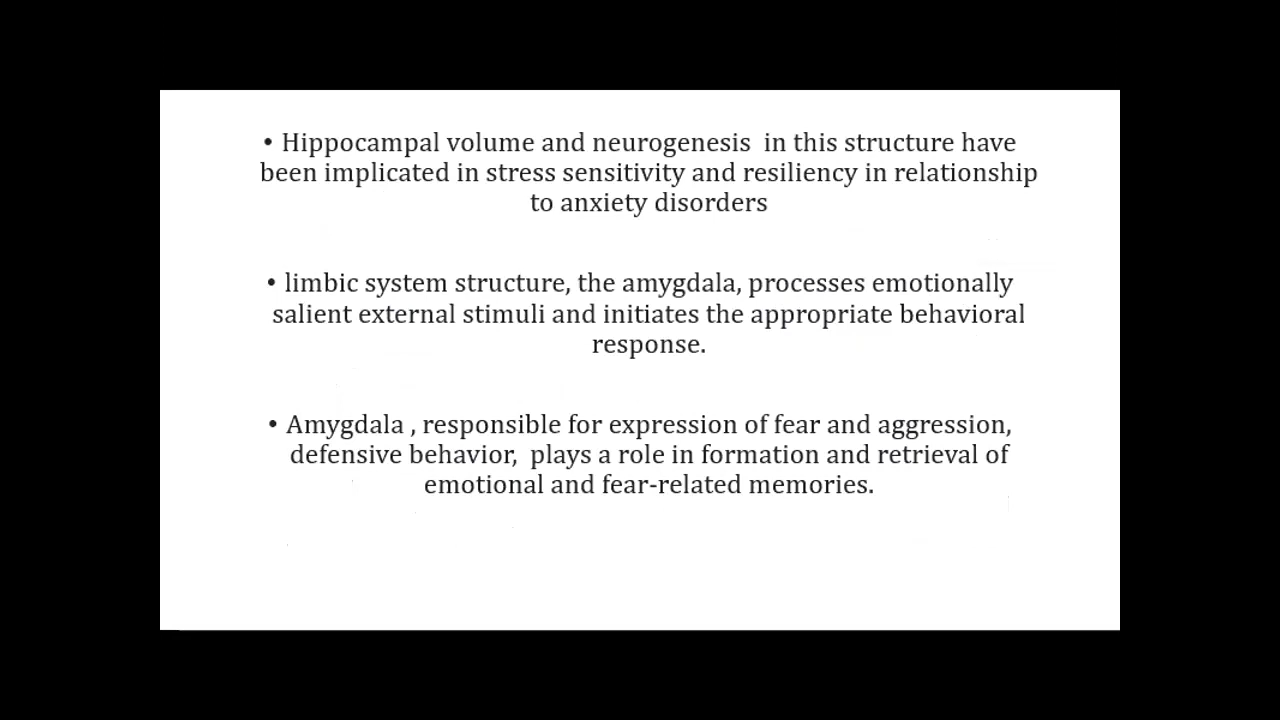 • Hippocampal volume and neurogenesis  in this structure have
been implicated in stress sensitivity and resiliency in relationship
to anxiety disorders
• limbic system structure, the amygdala, processes emotionally
salient external stimuli and initiates the appropriate behavioral
response.
• Amygdala , responsible for expression of fear and aggression,
defensive behavior,  plays a role in formation and retrieval of
emotional and fear-related memories.